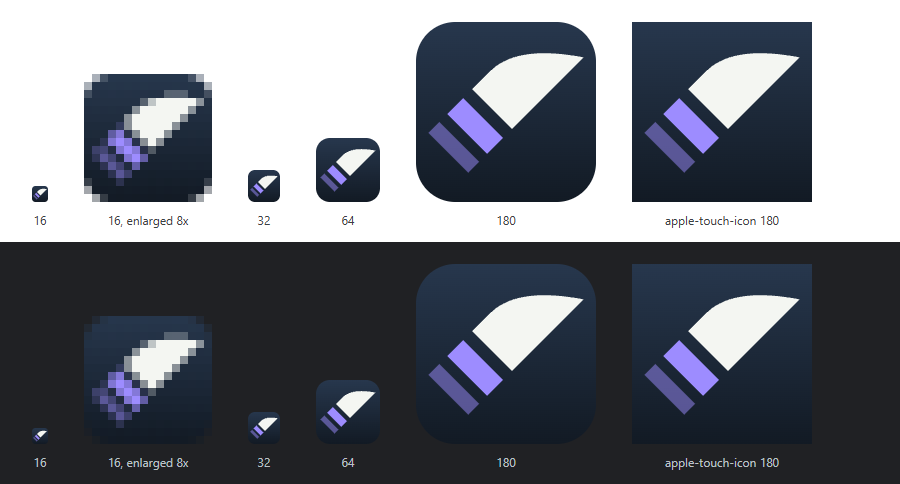 16 16, enlarged 8x 32 64 180 apple-touch-icon 180
16 16, enlarged 8x 32 64 180 apple-touch-icon 180